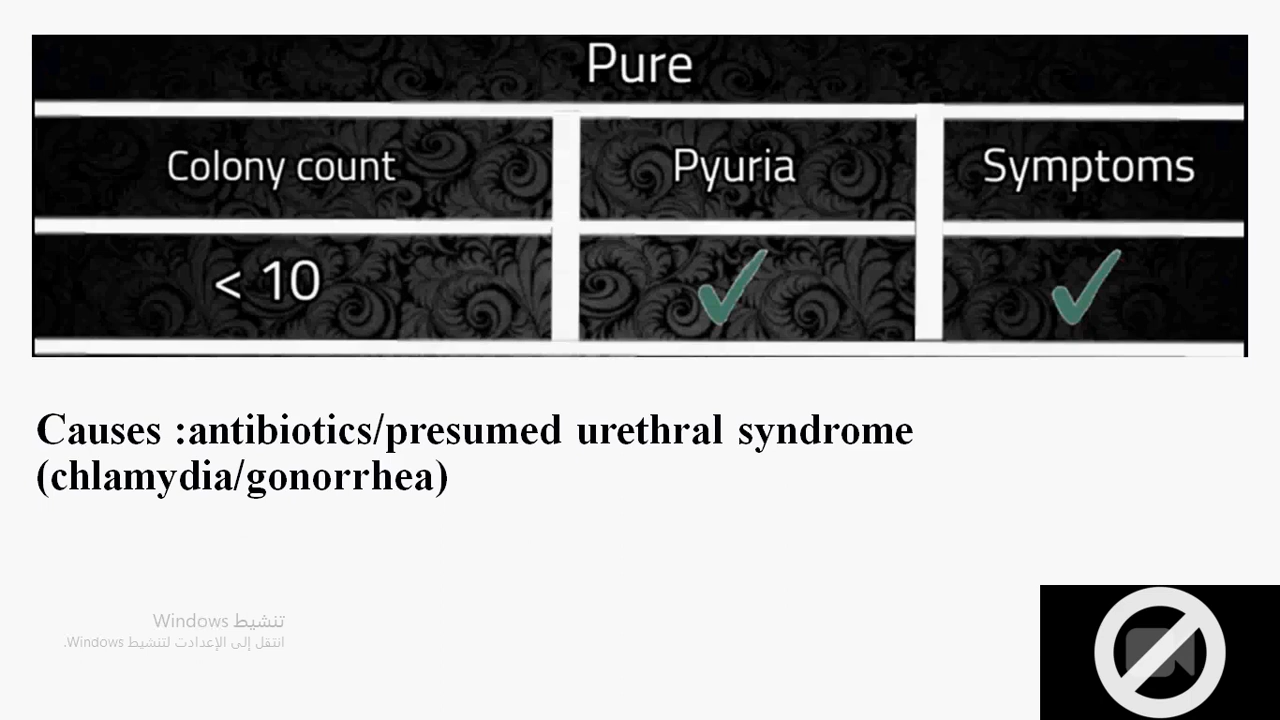 Pure
Colony count Pyuria Symptoms
< 10 ✓ ✓
Causes :antibiotics/presumed urethral syndrome
(chlamydia/gonorrhea)
تنشيط Windows
انتقل إلى الإعدادت لتنشيط Windows.